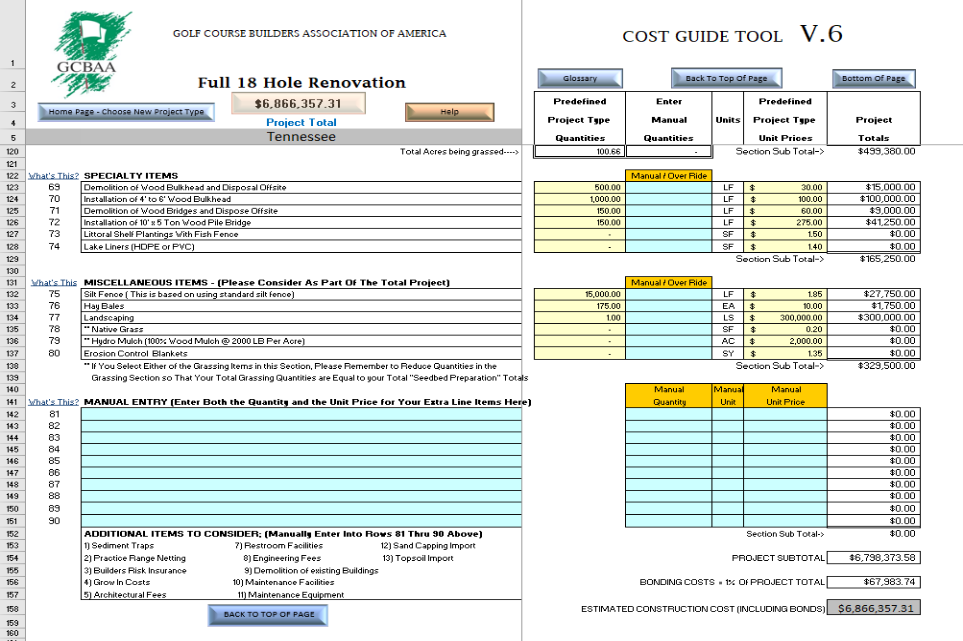 GCBAA
GOLF COURSE BUILDERS ASSOCIATION OF AMERICA
COST GUIDE TOOL V.6
1
2 Full 18 Hole Renovation Glossary Back To Top Of Page Bottom Of Page
3 Home Page - Choose New Project Type $6,866,357.31 Help Predefined Enter Predefined
4 Project Total Project Type Manual Units Project Type Project
5 Tennessee Quantities Quantities Unit Prices Totals
120 Total Acres being grassed----> 100.66 - Section Sub Total-> $499,380.00
121
122 What's This? SPECIALTY ITEMS Manual / Over Ride
123 69 Demolition of Wood Bulkhead and Disposal Offsite 500.00 LF $ 30.00 $15,000.00
124 70 Installation of 4' to 6' Wood Bulkhead 1,000.00 LF $ 100.00 $100,000.00
125 71 Demolition of Wood Bridges and Dispose Offsite 150.00 LF $ 60.00 $9,000.00
126 72 Installation of 10' x 5 Ton Wood Pile Bridge 150.00 LF $ 275.00 $41,250.00
127 73 Littoral Shelf Plantings With Fish Fence - SF $ 1.50 $0.00
128 74 Lake Liners (HDPE or PVC) - SF $ 1.40 $0.00
129 Section Sub Total-> $165,250.00
130
131 What's This MISCELLANEOUS ITEMS - (Please Consider As Part Of The Total Project) Manual / Over Ride
132 75 Silt Fence ( This is based on using standard silt fence) 15,000.00 LF $ 1.85 $27,750.00
133 76 Hay Bales 175.00 EA $ 10.00 $1,750.00
134 77 Landscaping 1.00 LS $ 300,000.00 $300,000.00
135 78 ** Native Grass - SF $ 0.20 $0.00
136 79 ** Hydro Mulch (100% Wood Mulch @ 2000 LB Per Acre) - AC $ 2,000.00 $0.00
137 80 Erosion Control Blankets - SY $ 1.35 $0.00
138 ** If You Select Either of the Grassing Items in this Section, Please Remember to Reduce Quantities in the Section Sub Total-> $329,500.00
139 Grassing Section so That Your Total Grassing Quantities are Equal to your Total "Seedbed Preparation" Totals
140 Manual Manual Manual
141 What's This? MANUAL ENTRY (Enter Both the Quantity and the Unit Price for Your Extra Line Items Here) Quantity Unit Unit Price
142 81 $0.00
143 82 $0.00
144 83 $0.00
145 84 $0.00
146 85 $0.00
147 86 $0.00
148 87 $0.00
149 88 $0.00
150 89 $0.00
151 90 $0.00
152 ADDITIONAL ITEMS TO CONSIDER; (Manually Enter Into Rows 81 Thru 90 Above) Section Sub Total-> $0.00
153 1) Sediment Traps 7) Restroom Facilities 12) Sand Capping Import
154 2) Practice Range Netting 8) Engineering Fees 13) Topsoil Import PROJECT SUBTOTAL $6,798,373.58
155 3) Builders Risk Insurance 9) Demolition of existing Buildings
156 4) Grow In Costs 10) Maintenance Facilities BONDING COSTS = 1% Of PROJECT TOTAL $67,983.74
157 5) Architectural Fees 11) Maintenance Equipment
158 BACK TO TOP OF PAGE ESTIMATED CONSTRUCTION COST (INCLUDING BONDS) $6,866,357.31
159
160